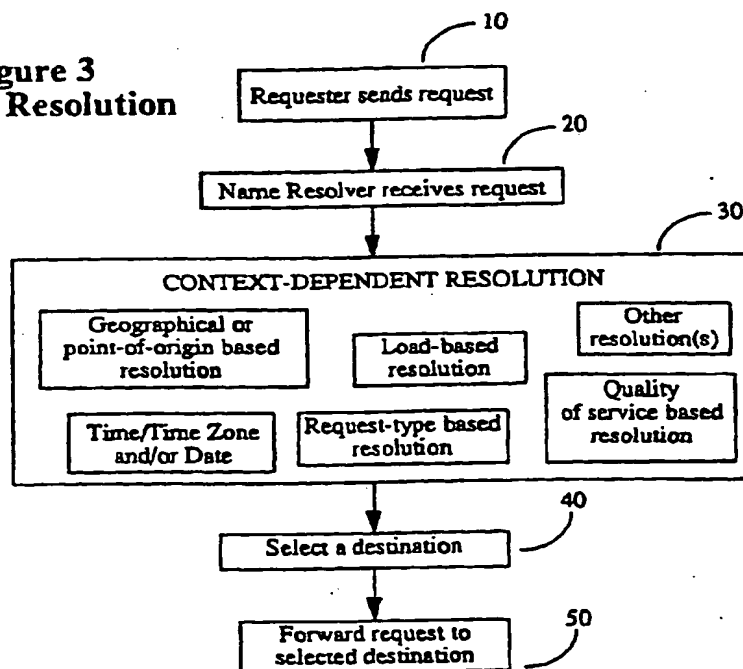 10
gure 3
Resolution
Requester sends request
20
Name Resolver receives request
30
CONTEXT-DEPENDENT RESOLUTION
Geographical or
point-of-origin based
resolution
Load-based
resolution
Other
resolution(s)
Time/Time Zone
and/or Date
Request-type based
resolution
Quality
of service based
resolution
40
Select a destination
50
Forward request to
selected destination